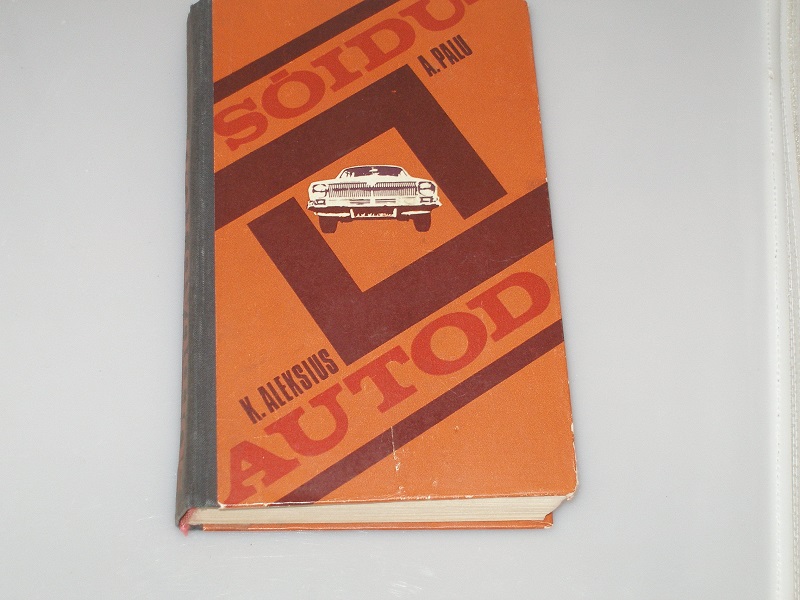 SÕIDU-
A. PALU
K. ALEKSIUS
AUTOD